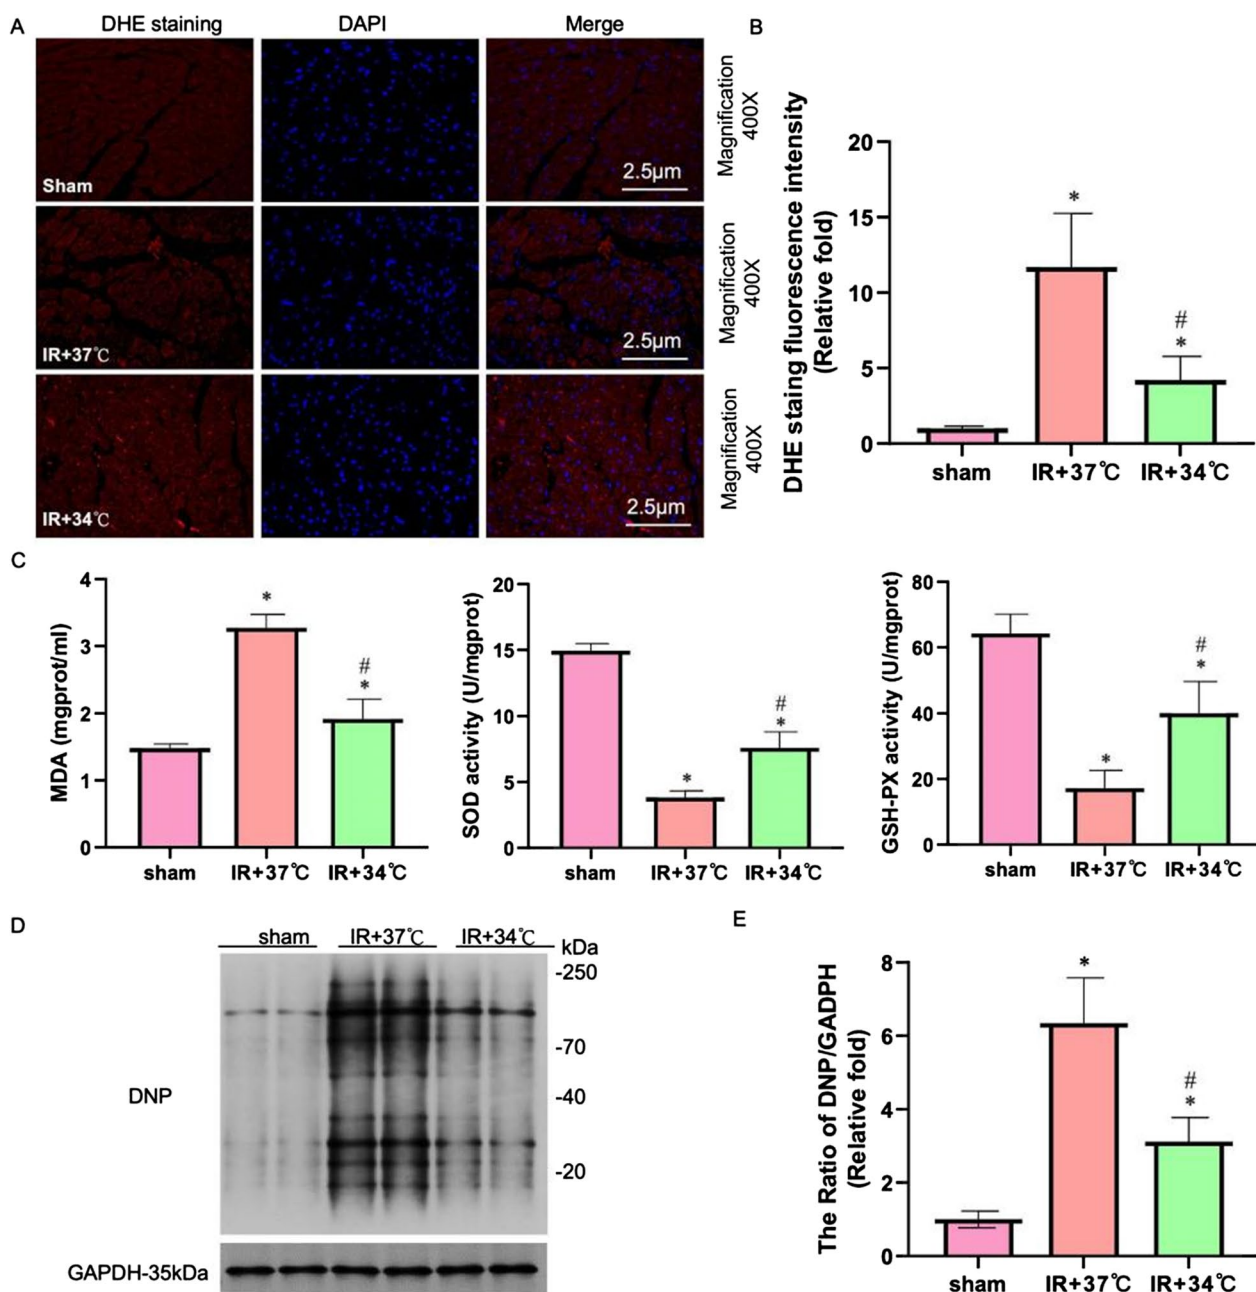 A
DHE staining
DAPI
Merge
Sham
2.5μm
Magnification
400X
IR+37℃
2.5μm
Magnification
400X
IR+34℃
2.5μm
Magnification
400X
B
DHE staing fluorescence intensity
(Relative fold)
20
15
10
5
0
*
#
*
sham
IR+37℃
IR+34℃
C
MDA (mgprot/ml)
4
3
2
1
0
*
#
*
sham
IR+37℃
IR+34℃
SOD activity (U/mgprot)
20
15
10
5
0
*
#
*
sham
IR+37℃
IR+34℃
GSH-PX activity (U/mgprot)
80
60
40
20
0
*
#
*
sham
IR+37℃
IR+34℃
D
sham
IR+37℃
IR+34℃
kDa
-250
-70
-40
-20
DNP
GAPDH-35kDa
E
The Ratio of DNP/GADPH
(Relative fold)
8
6
4
2
0
*
#
*
sham
IR+37℃
IR+34℃